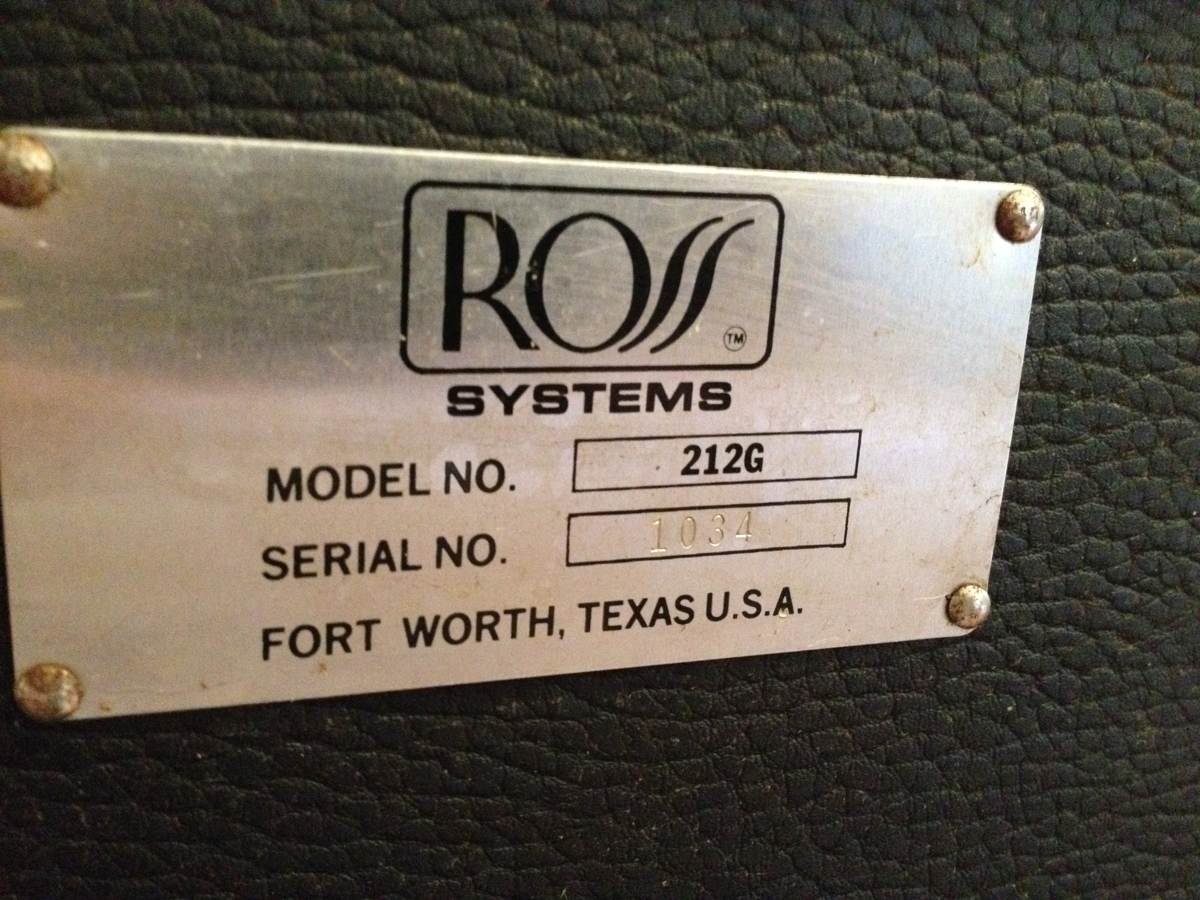 ROSS
TM
SYSTEMS
MODEL NO. 212G
SERIAL NO. 1034
FORT WORTH, TEXAS U.S.A.